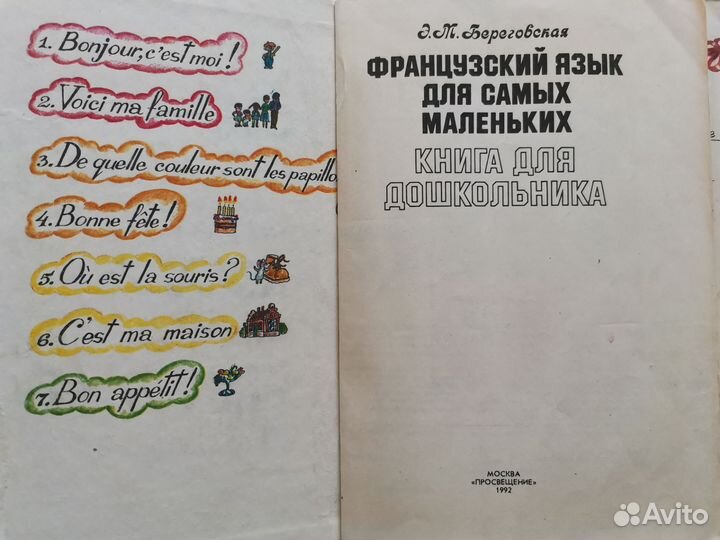 1. Bonjour, c'est moi!
2. Voici ma famille
3. De quelle couleur sont les papillo
4. Bonne fête!
5. Où est la souris?
6. C'est ma maison
7. Bon appétit!
Э.М. Береговская
ФРАНЦУЗСКИЙ ЯЗЫК
ДЛЯ САМЫХ
МАЛЕНЬКИХ
КНИГА ДЛЯ
ДОШКОЛЬНИКА
МОСКВА
«ПРОСВЕЩЕНИЕ»
1992
Avito